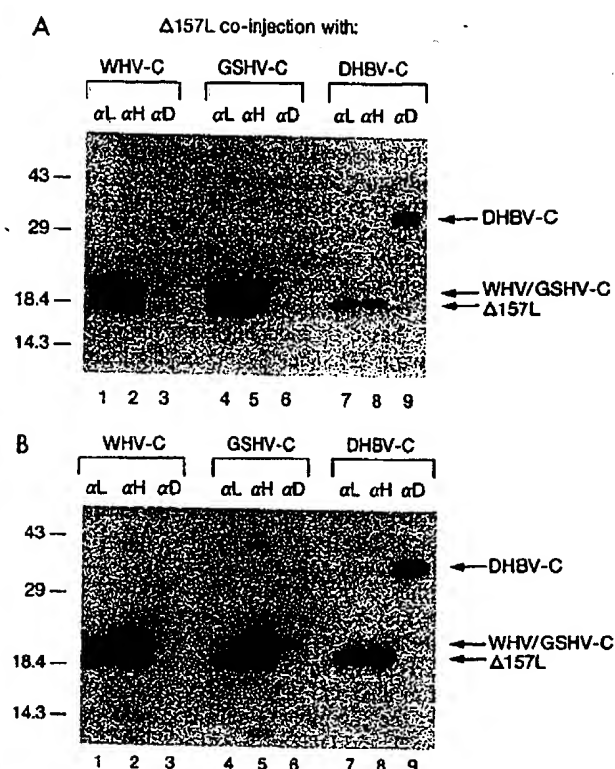 A
Δ157L co-injection with:
WHV-C GSHV-C DHBV-C
αL αH αD αL αH αD αL αH αD
43
29
18.4
14.3
DHBV-C
WHV/GSHV-C
Δ157L
1 2 3 4 5 6 7 8 9
B
WHV-C GSHV-C DHBV-C
αL αH αD αL αH αD αL αH αD
43
29
18.4
14.3
DHBV-C
WHV/GSHV-C
Δ157L
1 2 3 4 5 6 7 8 9